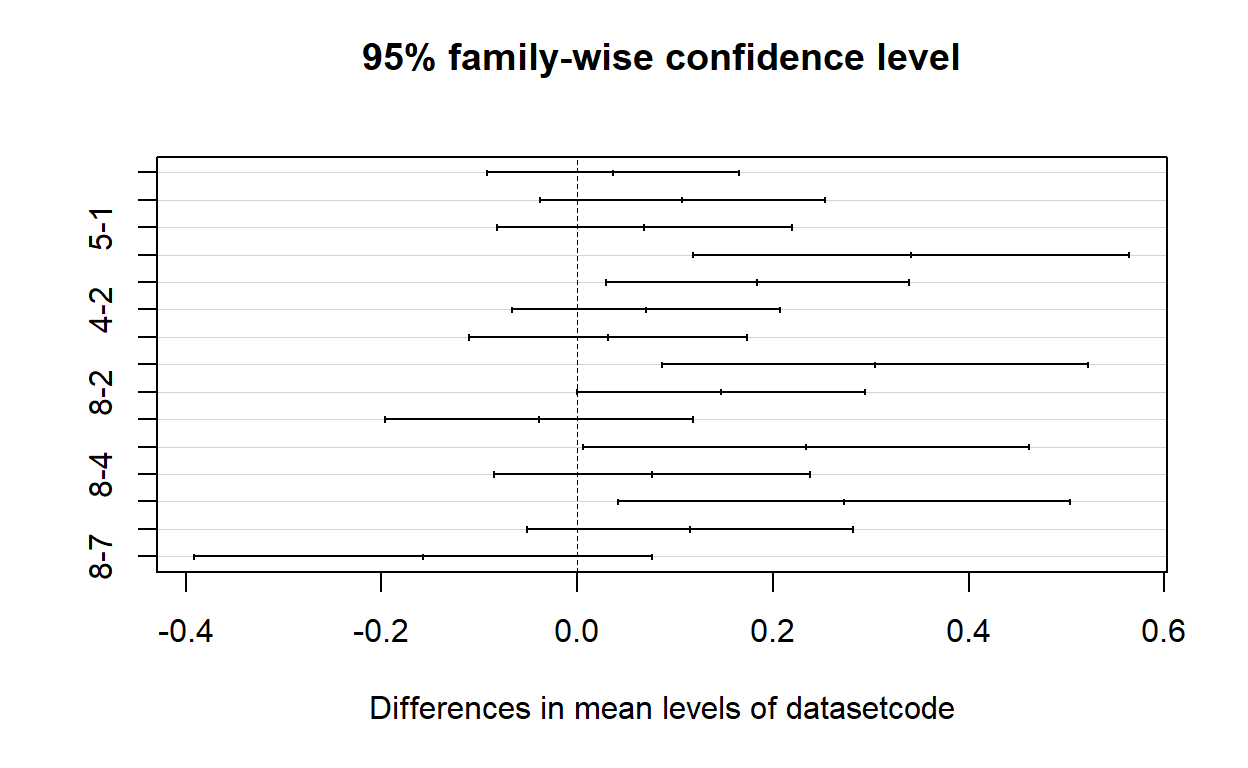 95% family-wise confidence level
5-1
4-2
8-2
8-4
8-7
-0.4 -0.2 0.0 0.2 0.4 0.6
Differences in mean levels of datasetcode